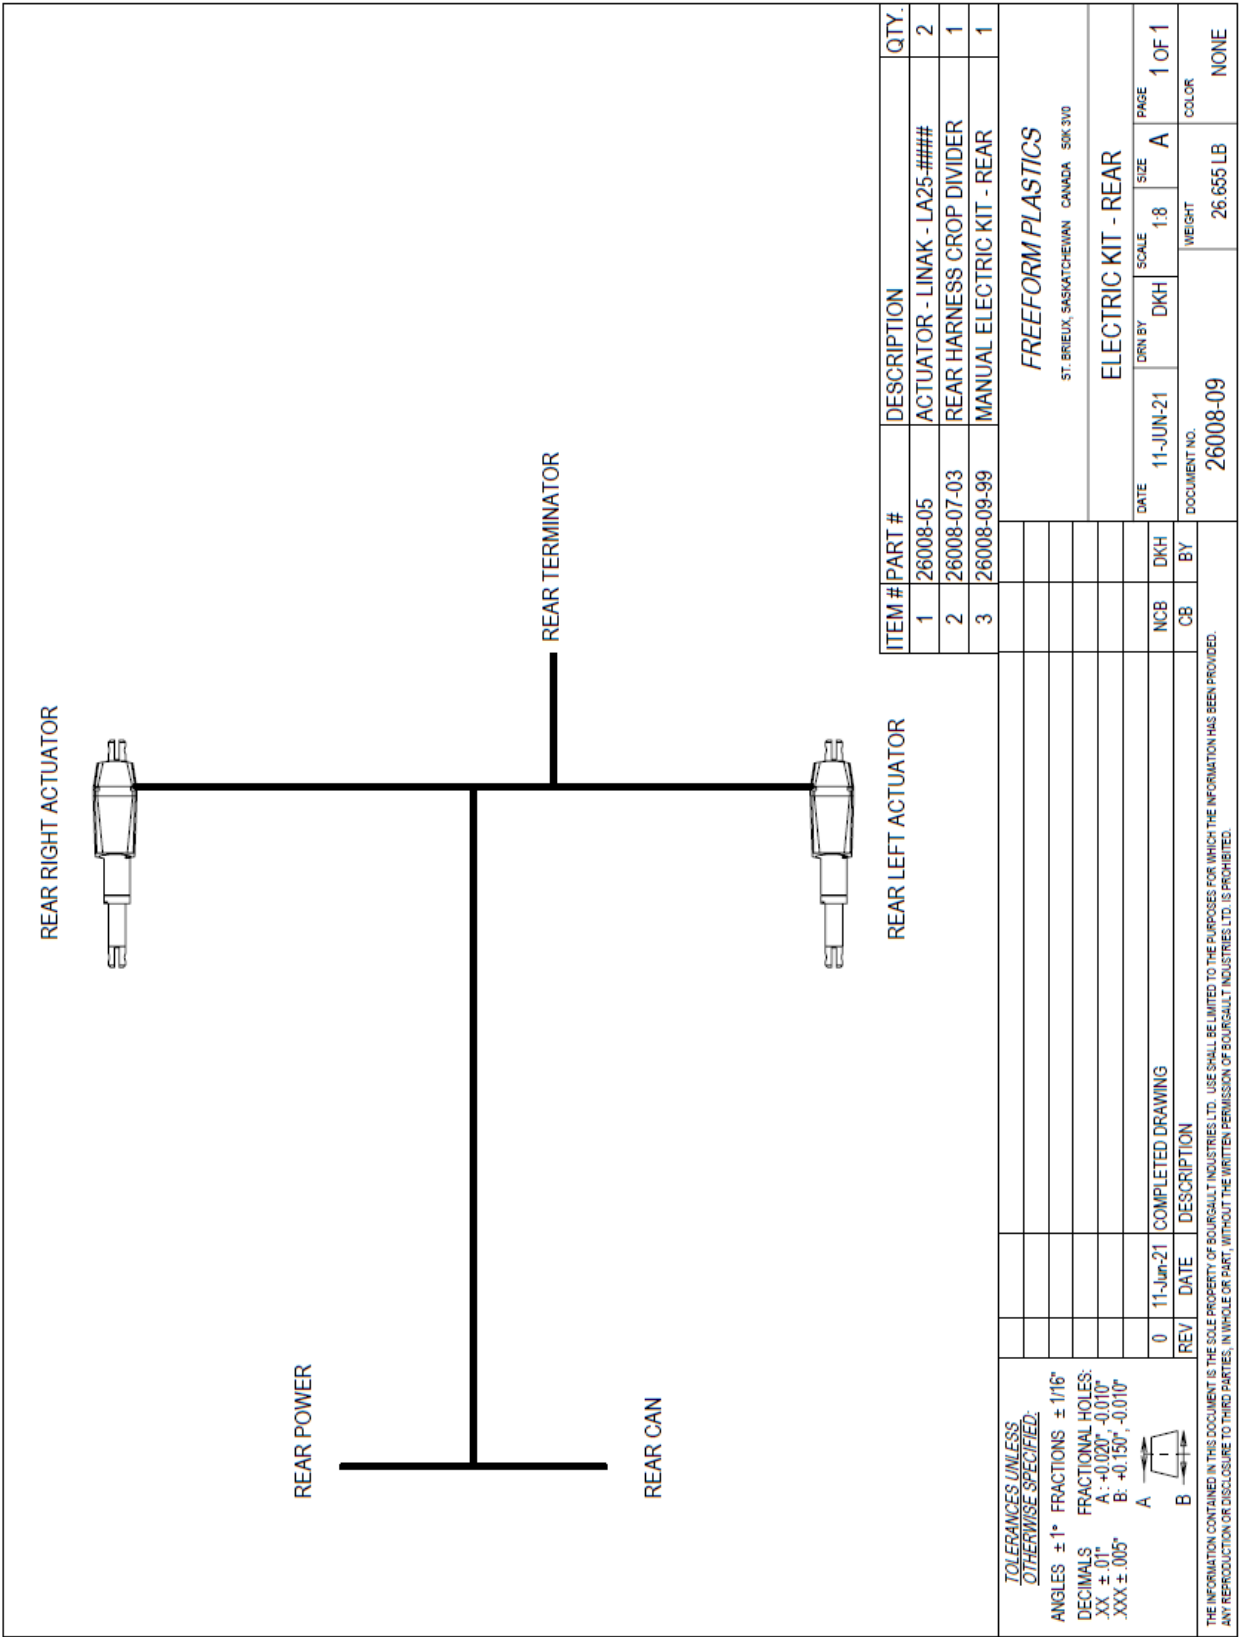 REAR RIGHT ACTUATOR
REAR POWER
REAR TERMINATOR
REAR CAN
REAR LEFT ACTUATOR
ITEM # PART # DESCRIPTION QTY.
1 26008-05 ACTUATOR - LINAK - LA25-#### 2
2 26008-07-03 REAR HARNESS CROP DIVIDER 1
3 26008-09-99 MANUAL ELECTRIC KIT - REAR 1
TOLERANCES UNLESS
OTHERWISE SPECIFIED:
ANGLES ±1° FRACTIONS ± 1/16"
DECIMALS FRACTIONAL HOLES:
.XX ±.01" A: +0.020", -0.010"
.XXX ±.005" B: +0.150", -0.010"
A
B
0 11-Jun-21 COMPLETED DRAWING NCB DKH
REV DATE DESCRIPTION CB BY
FREEFORM PLASTICS
ST. BRIEUX, SASKATCHEWAN CANADA S0K 3V0
ELECTRIC KIT - REAR
DATE 11-JUN-21 DRN BY DKH SCALE 1:8 SIZE A PAGE 1 OF 1
DOCUMENT NO. 26008-09 WEIGHT 26.655 LB COLOR NONE
THE INFORMATION CONTAINED IN THIS DOCUMENT IS THE SOLE PROPERTY OF BOURGAULT INDUSTRIES LTD. USE SHALL BE LIMITED TO THE PURPOSES FOR WHICH THE INFORMATION HAS BEEN PROVIDED.
ANY REPRODUCTION OR DISCLOSURE TO THIRD PARTIES, IN WHOLE OR PART, WITHOUT THE WRITTEN PERMISSION OF BOURGAULT INDUSTRIES LTD. IS PROHIBITED.